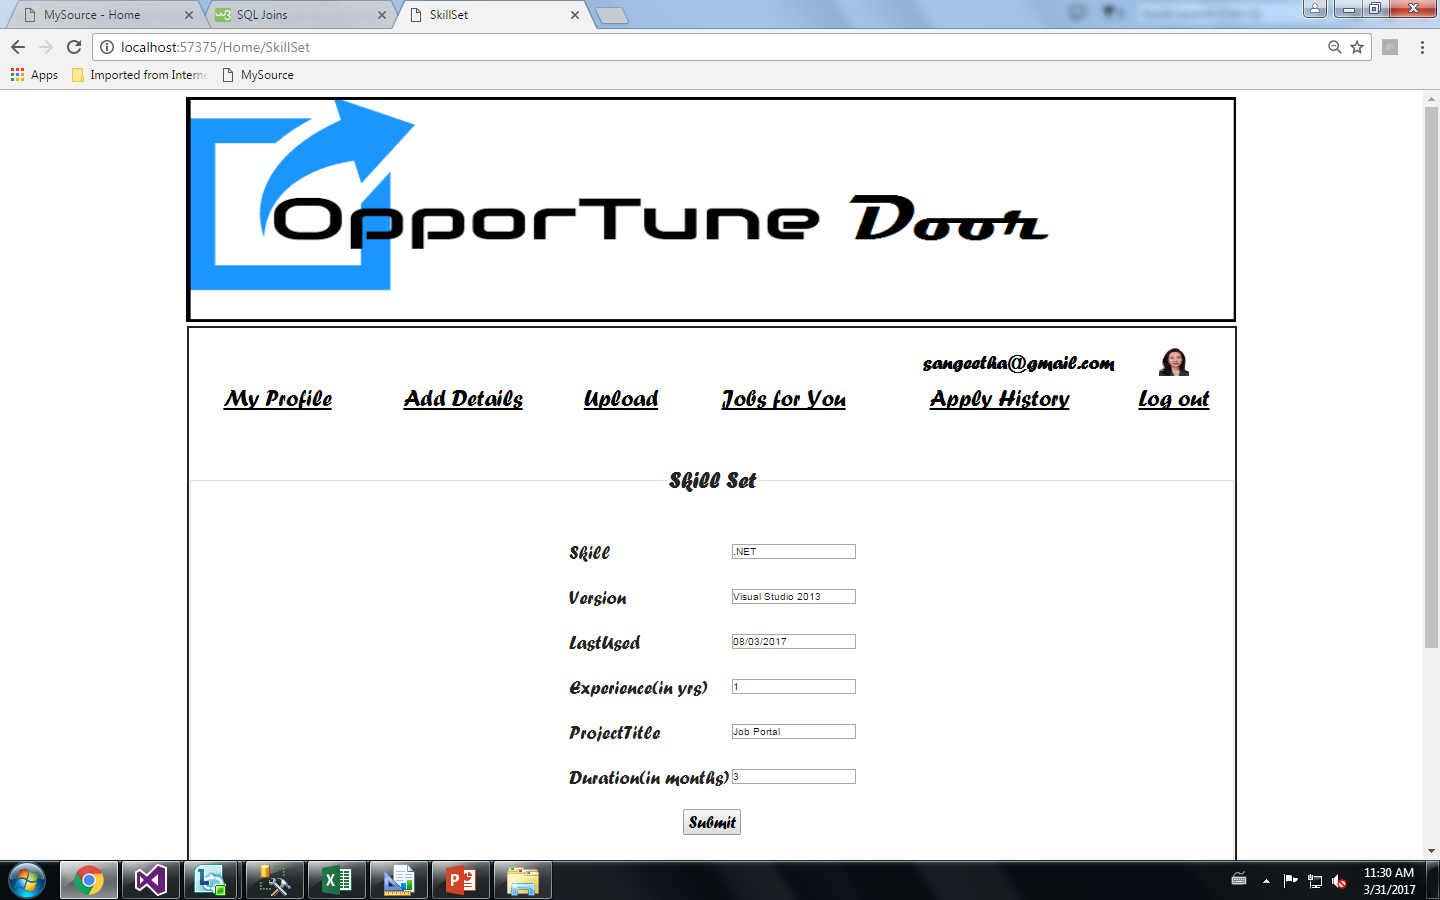 MySource - Home
SQL Joins
SkillSet
localhost:57375/Home/SkillSet
Apps
Imported from Intern
MySource
OpporTune Door
sangeetha@gmail.com
My Profile Add Details Upload Jobs for You Apply History Log out
Skill Set
Skill .NET
Version Visual Studio 2013
LastUsed 08/03/2017
Experience(in yrs) 1
ProjectTitle Job Portal
Duration(in months) 3
Submit
11:30 AM
3/31/2017